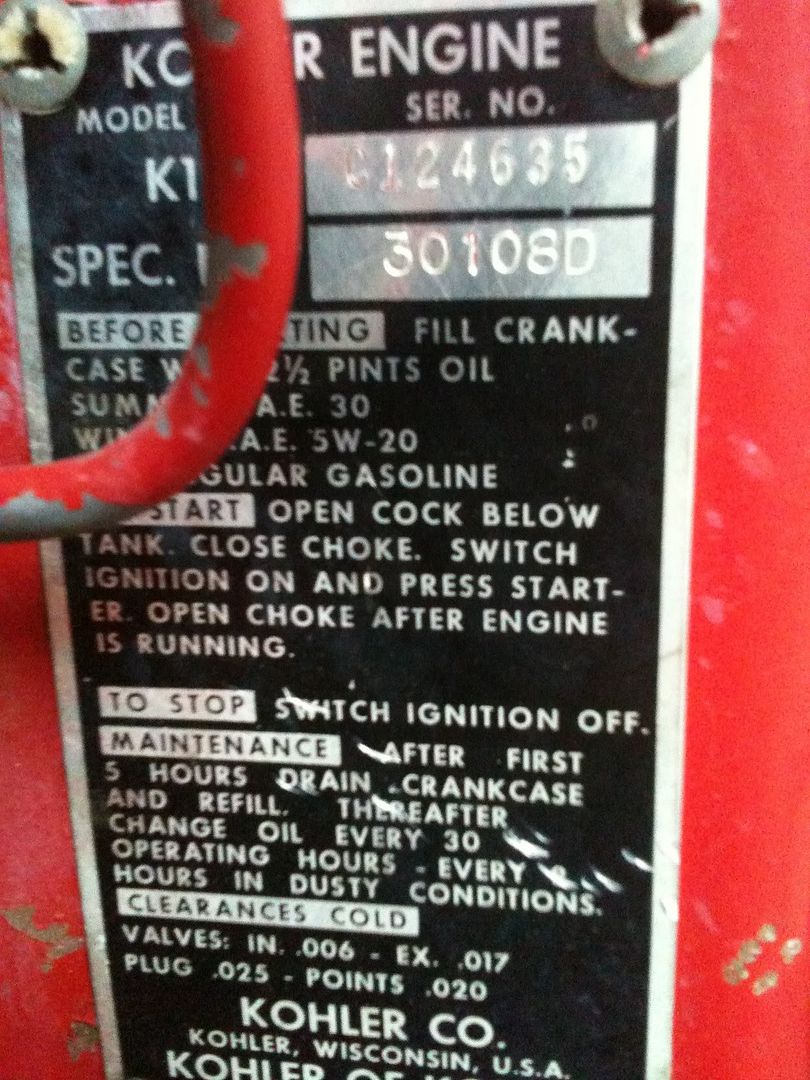 KO R ENGINE
MODEL SER. NO.
K1 C124635
SPEC. 30108D
BEFORE TING FILL CRANK-
CASE W 2½ PINTS OIL
SUMM A.E. 30
WIN .A.E. 5W-20
GULAR GASOLINE
START OPEN COCK BELOW
TANK. CLOSE CHOKE. SWITCH
IGNITION ON AND PRESS START-
ER. OPEN CHOKE AFTER ENGINE
IS RUNNING.
TO STOP SWITCH IGNITION OFF.
MAINTENANCE AFTER FIRST
5 HOURS DRAIN CRANKCASE
AND REFILL. THEREAFTER
CHANGE OIL EVERY 30
OPERATING HOURS - EVERY
HOURS IN DUSTY CONDITIONS.
CLEARANCES COLD
VALVES: IN. .006 - EX. .017
PLUG .025 - POINTS .020
KOHLER CO.
KOHLER, WISCONSIN, U.S.A.
KOHLER OF